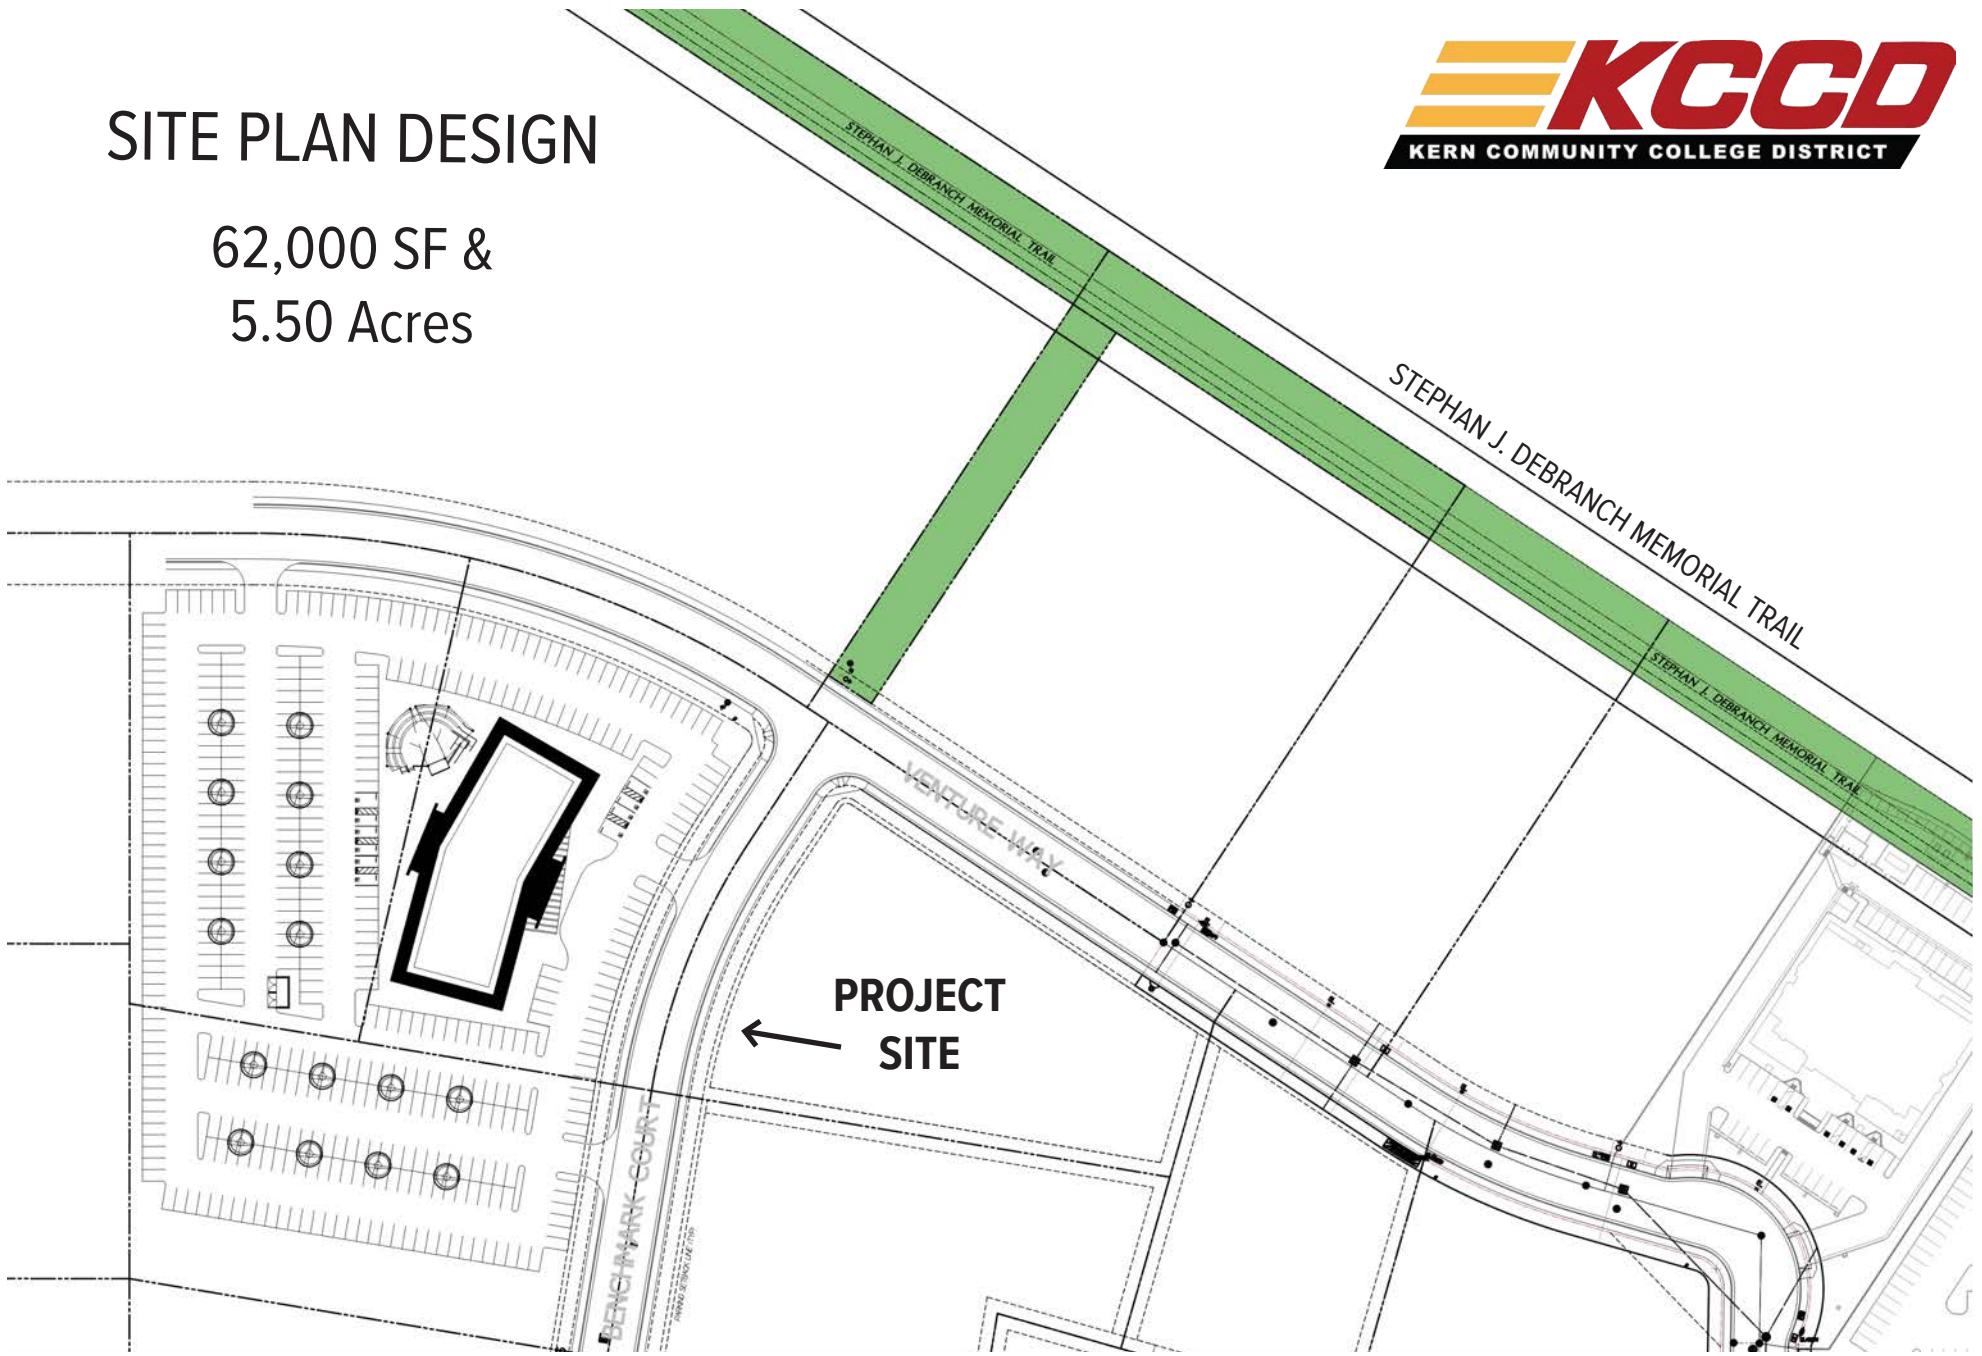 SITE PLAN DESIGN
62,000 SF &
5.50 Acres
KCCD
KERN COMMUNITY COLLEGE DISTRICT
STEPHAN J. DEBRANCH MEMORIAL TRAIL
STEPHAN J. DEBRANCH MEMORIAL TRAIL
STEPHAN J. DEBRANCH MEMORIAL TRAIL
VENTURE WAY
PROJECT
SITE
BENCHMARK COURT